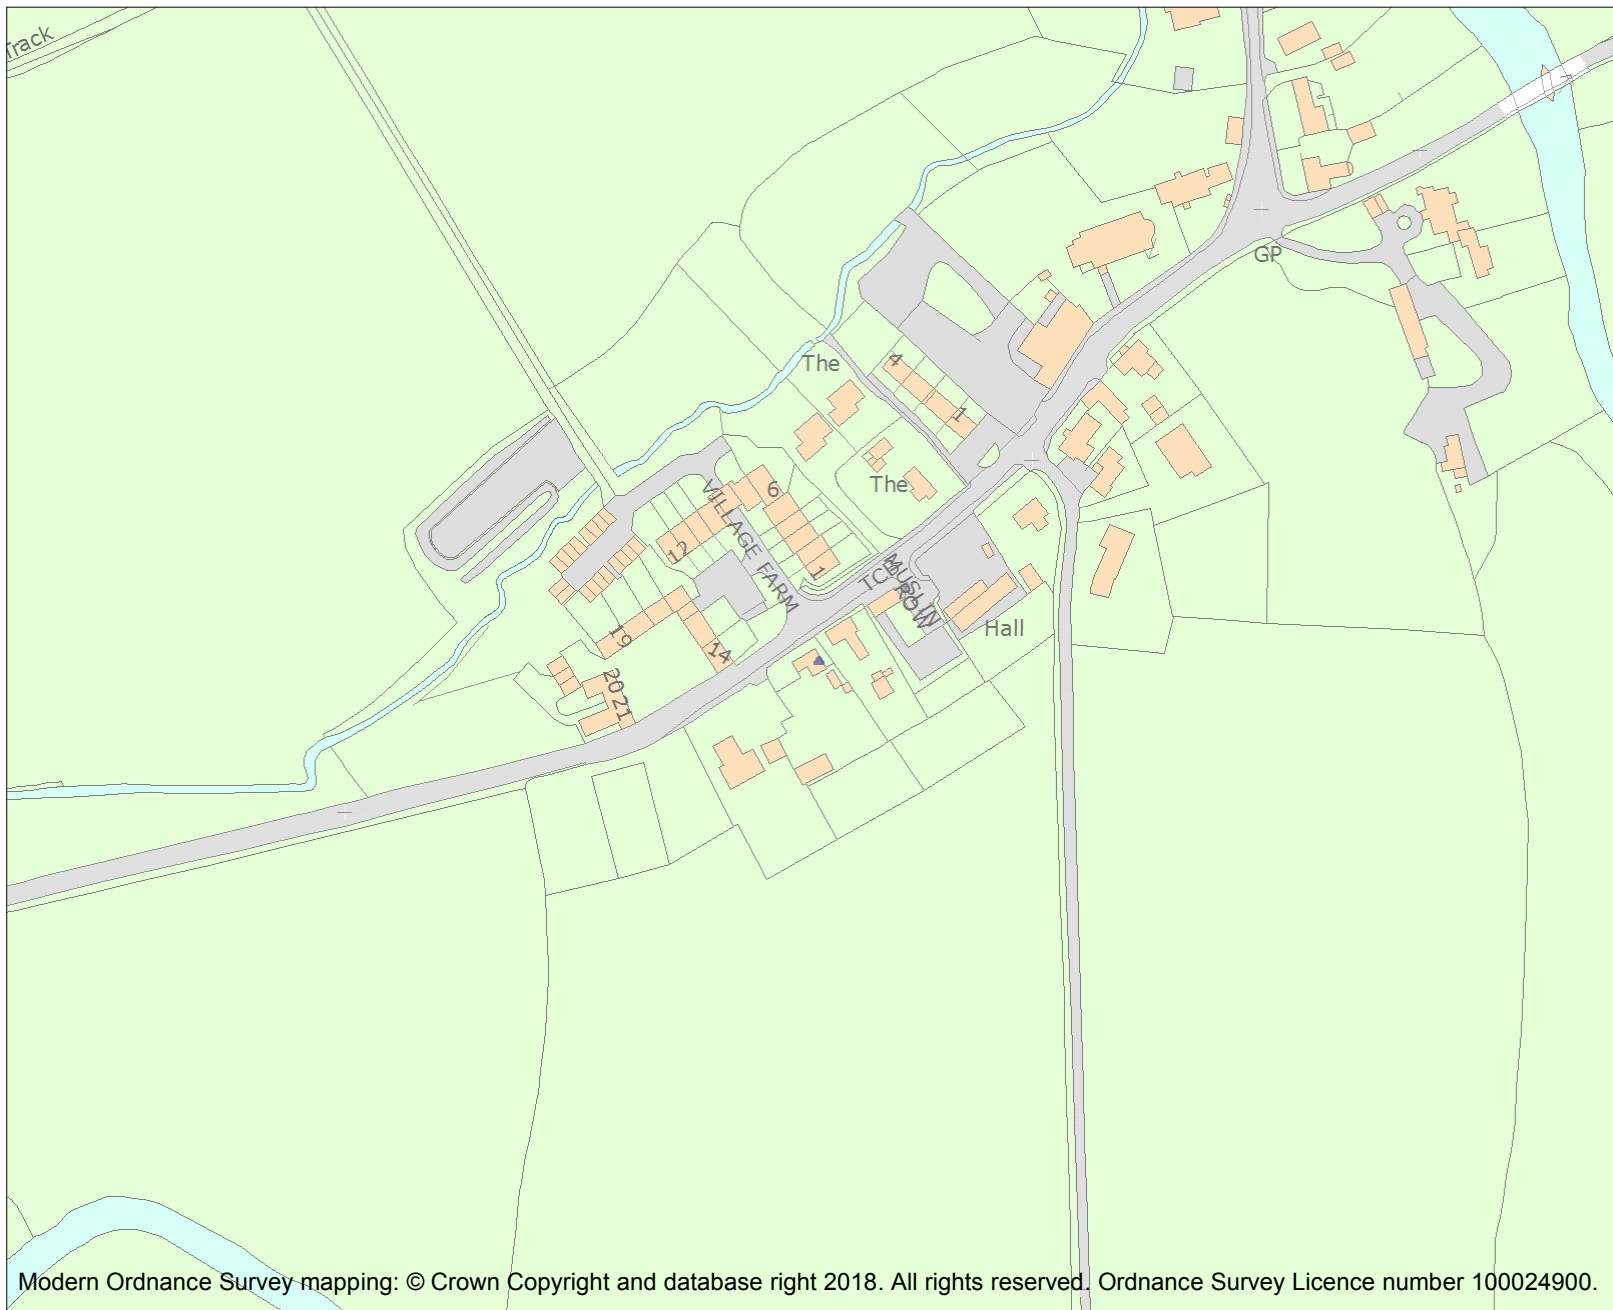 Track
GP
The
4
1
The
6
VILLAGE FARM
12
1
TCB
MUSLIN
ROW
Hall
19
14
2021
Modern Ordnance Survey mapping: © Crown Copyright and database right 2018. All rights reserved. Ordnance Survey Licence number 100024900.